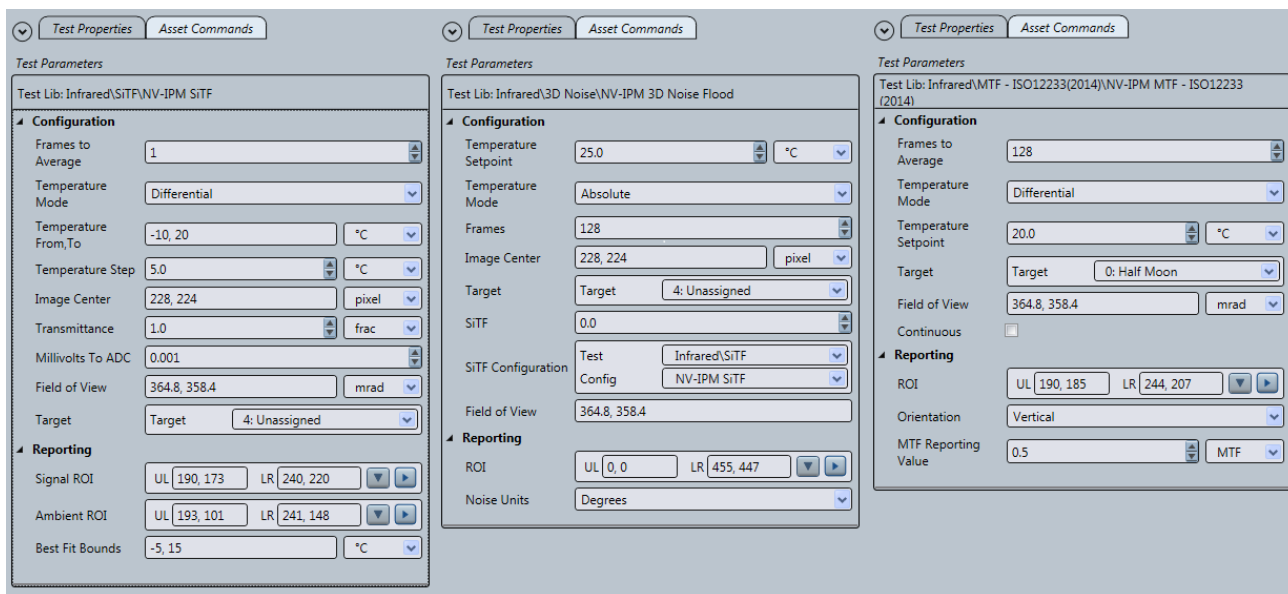 Test Properties Asset Commands
Test Parameters
Test Lib: Infrared\SiTF\NV-IPM SiTF
Configuration
Frames to
Average
1
Temperature
Mode
Differential
Temperature
From,To
-10, 20 °C
Temperature Step 5.0 °C
Image Center 228, 224 pixel
Transmittance 1.0 frac
Millivolts To ADC 0.001
Field of View 364.8, 358.4 mrad
Target Target 4: Unassigned
Reporting
Signal ROI UL 190, 173 LR 240, 220
Ambient ROI UL 193, 101 LR 241, 148
Best Fit Bounds -5, 15 °C
Test Properties Asset Commands
Test Parameters
Test Lib: Infrared\3D Noise\NV-IPM 3D Noise Flood
Configuration
Temperature
Setpoint
25.0 °C
Temperature
Mode
Absolute
Frames 128
Image Center 228, 224 pixel
Target Target 4: Unassigned
SiTF 0.0
SiTF Configuration
Test Infrared\SiTF
Config NV-IPM SiTF
Field of View 364.8, 358.4
Reporting
ROI UL 0, 0 LR 455, 447
Noise Units Degrees
Test Properties Asset Commands
Test Parameters
Test Lib: Infrared\MTF - ISO12233(2014)\NV-IPM MTF - ISO12233
(2014)
Configuration
Frames to
Average
128
Temperature
Mode
Differential
Temperature
Setpoint
20.0 °C
Target Target 0: Half Moon
Field of View 364.8, 358.4 mrad
Continuous
Reporting
ROI UL 190, 185 LR 244, 207
Orientation Vertical
MTF Reporting
Value
0.5 MTF